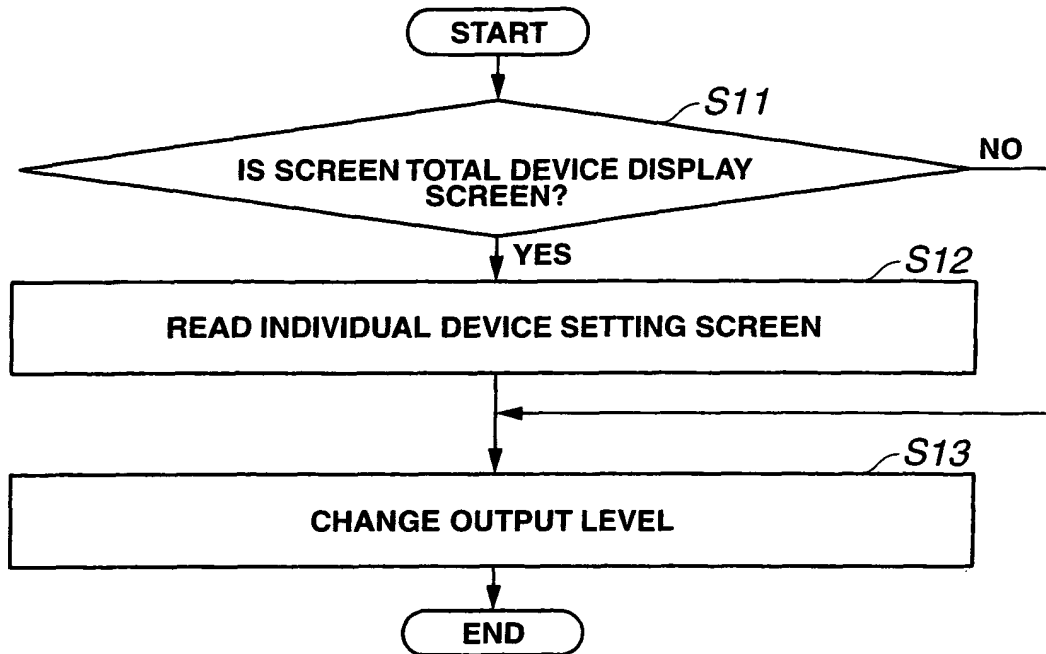 START
S11
IS SCREEN TOTAL DEVICE DISPLAY
SCREEN?
NO
YES
S12
READ INDIVIDUAL DEVICE SETTING SCREEN
S13
CHANGE OUTPUT LEVEL
END